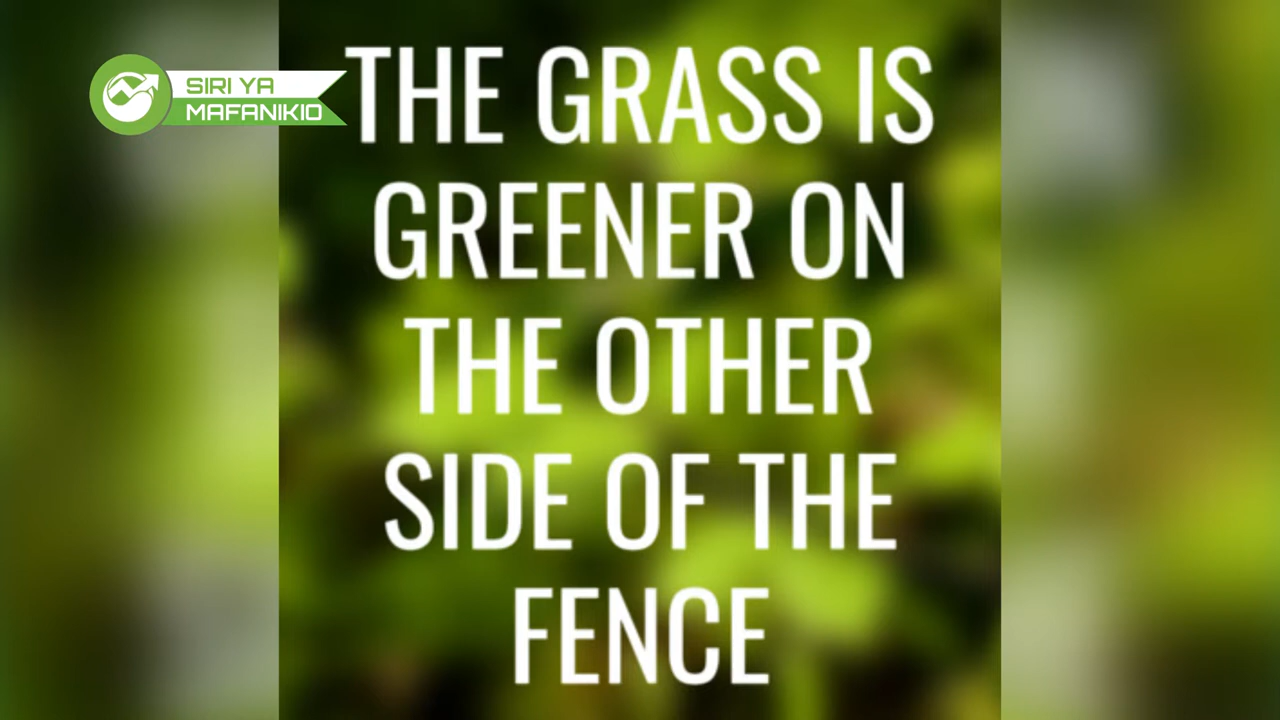 SIRI YA
MAFANIKIO
THE GRASS IS
GREENER ON
THE OTHER
SIDE OF THE
FENCE